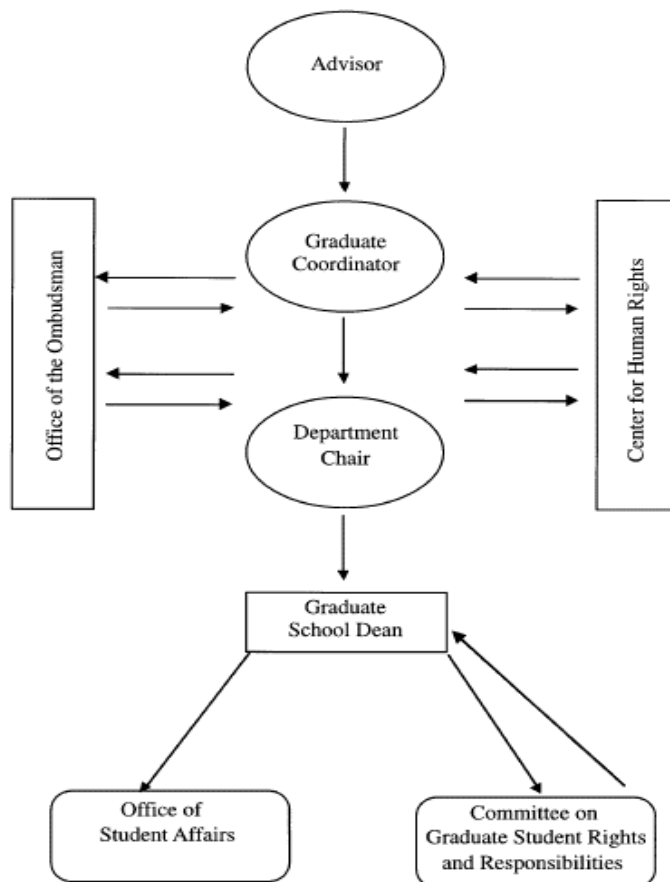 Advisor
Graduate
Coordinator
Office of the Ombudsman
Center for Human Rights
Department
Chair
Graduate
School Dean
Office of
Student Affairs
Committee on
Graduate Student Rights
and Responsibilities